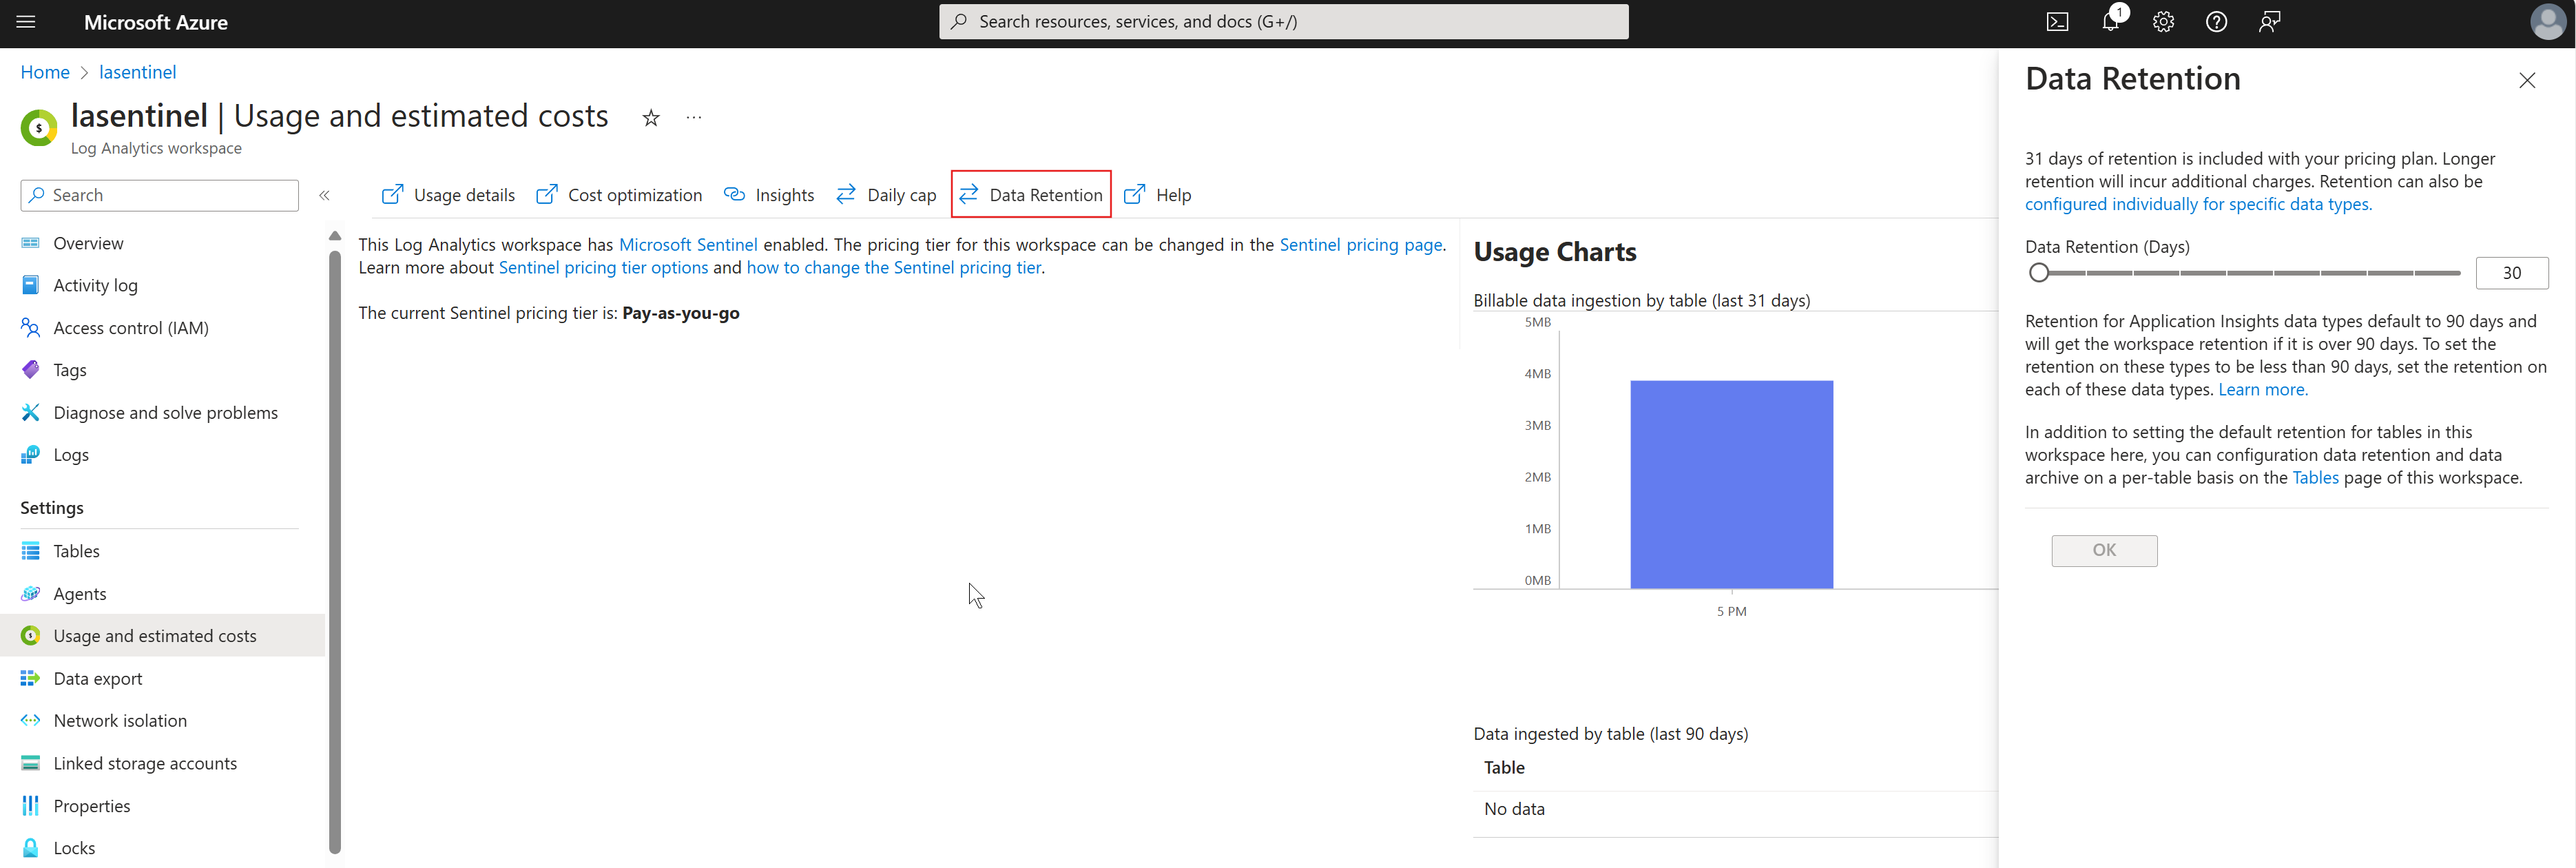 Microsoft Azure
Search resources, services, and docs (G+/)
1
Home > lasentinel
lasentinel | Usage and estimated costs
Log Analytics workspace
Search
Usage details
Cost optimization
Insights
Daily cap
Data Retention
Help
Overview
Activity log
Access control (IAM)
Tags
Diagnose and solve problems
Logs
Settings
Tables
Agents
Usage and estimated costs
Data export
Network isolation
Linked storage accounts
Properties
Locks
This Log Analytics workspace has Microsoft Sentinel enabled. The pricing tier for this workspace can be changed in the Sentinel pricing page.
Learn more about Sentinel pricing tier options and how to change the Sentinel pricing tier.
The current Sentinel pricing tier is: Pay-as-you-go
Usage Charts
Billable data ingestion by table (last 31 days)
5MB
4MB
3MB
2MB
1MB
0MB
5 PM
Data ingested by table (last 90 days)
Table
No data
Data Retention
31 days of retention is included with your pricing plan. Longer
retention will incur additional charges. Retention can also be
configured individually for specific data types.
Data Retention (Days)
30
Retention for Application Insights data types default to 90 days and
will get the workspace retention if it is over 90 days. To set the
retention on these types to be less than 90 days, set the retention on
each of these data types. Learn more.
In addition to setting the default retention for tables in this
workspace here, you can configuration data retention and data
archive on a per-table basis on the Tables page of this workspace.
OK